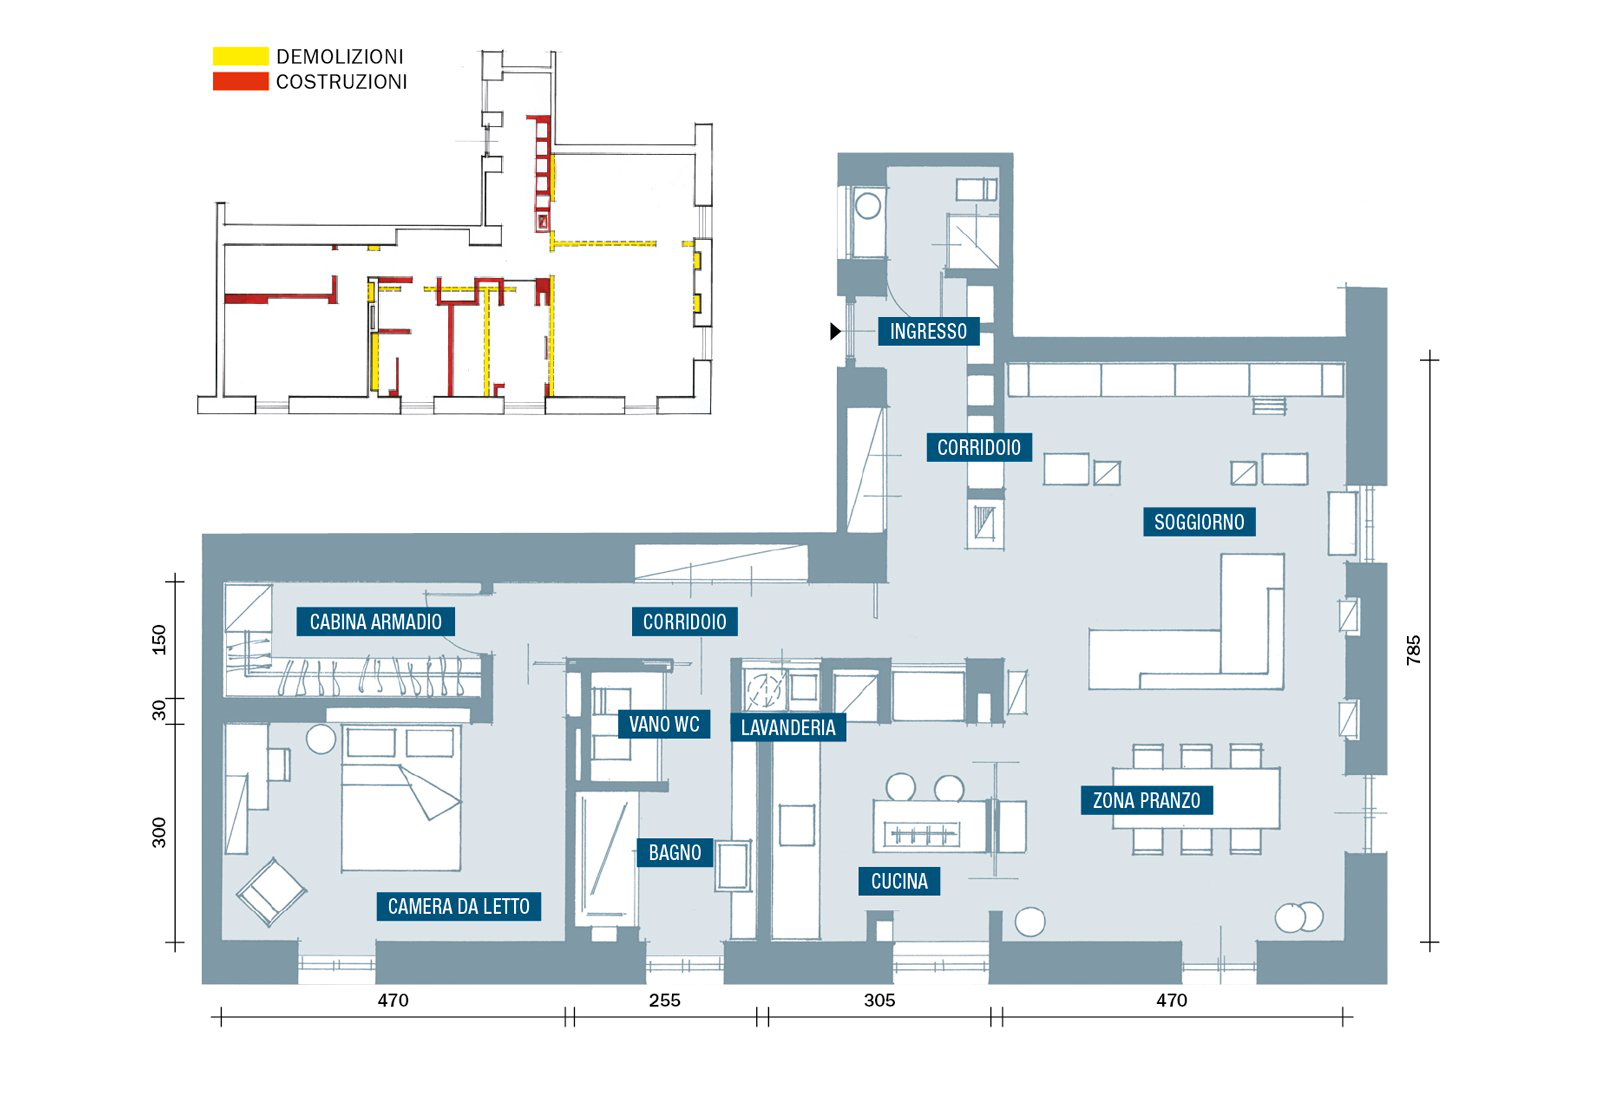 DEMOLIZIONI
COSTRUZIONI
INGRESSO
CORRIDOIO
SOGGIORNO
CABINA ARMADIO
CORRIDOIO
150
785
30
VANO WC
LAVANDERIA
ZONA PRANZO
300
BAGNO
CUCINA
CAMERA DA LETTO
470
255
305
470